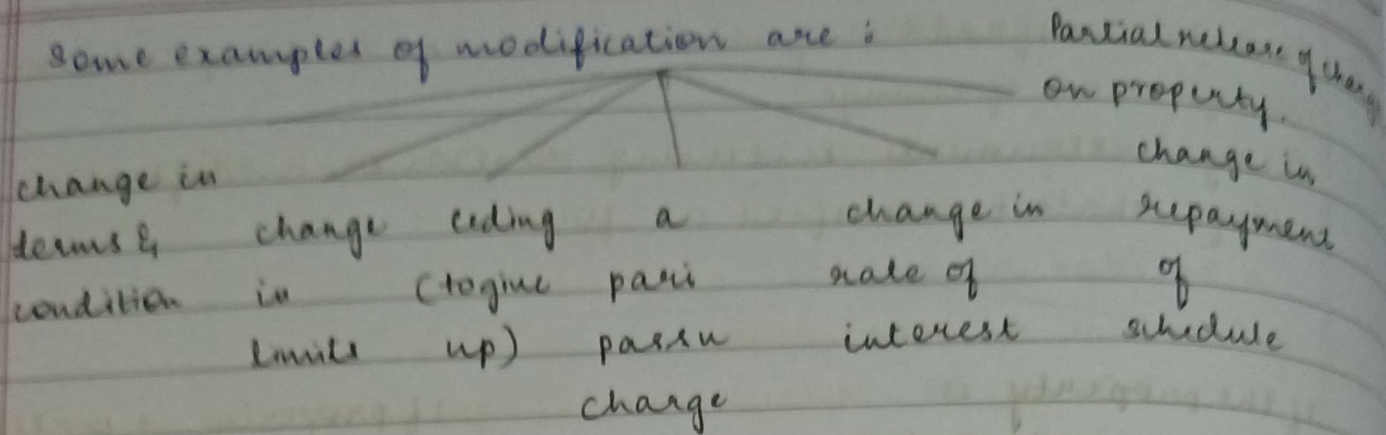 Some examples of modification are :
Partial release of charge
on property.
change in
terms &
condition
change
in
limits
ceding
(to give
up)
a
pari
passu
charge
change in
rate of
interest
change in
repayment
of
schedule